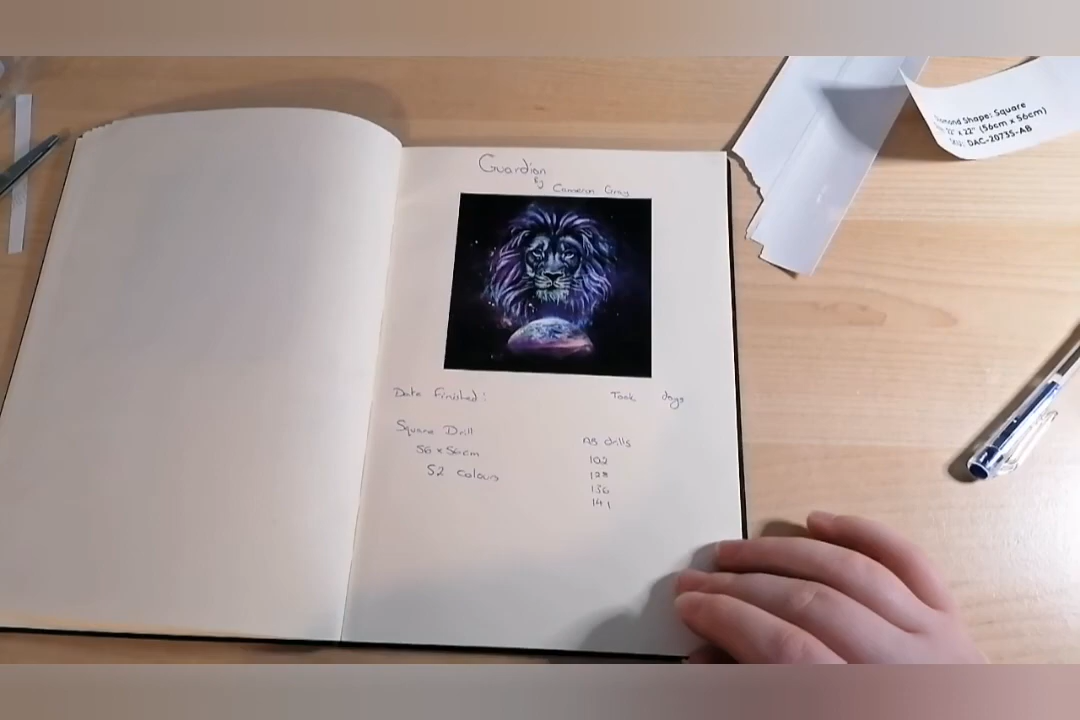 Guardian
By
Cameron Gray
Date Finished: Took days
Square Drill
56 x 56cm
52 colours
AB drills
102
128
136
141
Diamond Shape: Square
22" x 22" (56cm x 56cm)
SKU: DAC-20735-AB